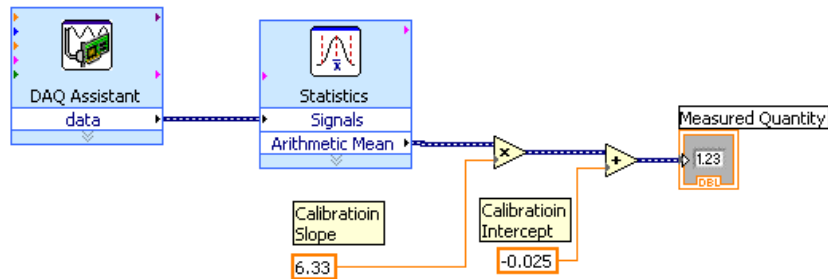 DAQ Assistant
data
Statistics
Signals
Arithmetic Mean
Measured Quantity
1.23
DBL
Calibratioin
Slope
6.33
Calibratioin
Intercept
-0.025